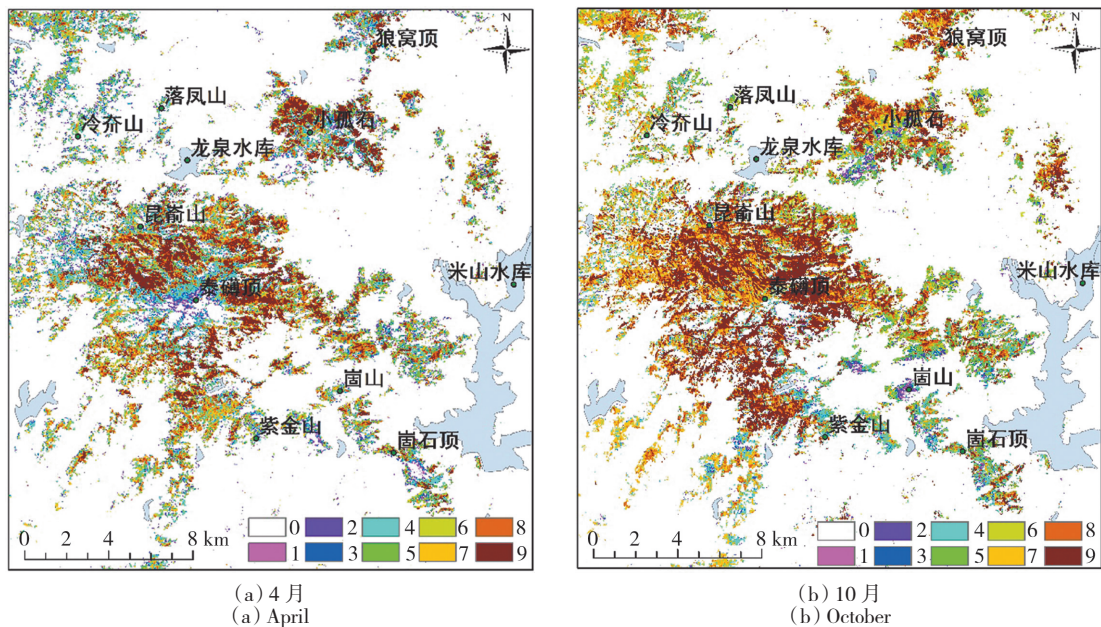 N
狼窝顶
落凤山
冷夼山
小孤石
龙泉水库
昆嵛山
泰礴顶
米山水库
崮山
紫金山
崮石顶
0 2 4 6 8
1 3 5 7 9
0 2 4 8 km
(a) 4月
(a) April
N
狼窝顶
落凤山
冷夼山
小孤石
龙泉水库
昆嵛山
泰礴顶
米山水库
崮山
紫金山
崮石顶
0 2 4 6 8
1 3 5 7 9
0 2 4 8 km
(b) 10月
(b) October